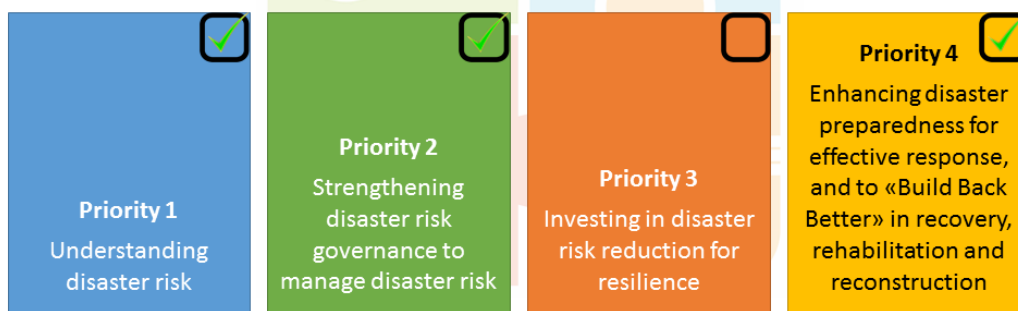 Priority 1
Understanding
disaster risk
Priority 2
Strengthening
disaster risk
governance to
manage disaster risk
Priority 3
Investing in disaster
risk reduction for
resilience
Priority 4
Enhancing disaster
preparedness for
effective response,
and to «Build Back
Better» in recovery,
rehabilitation and
reconstruction